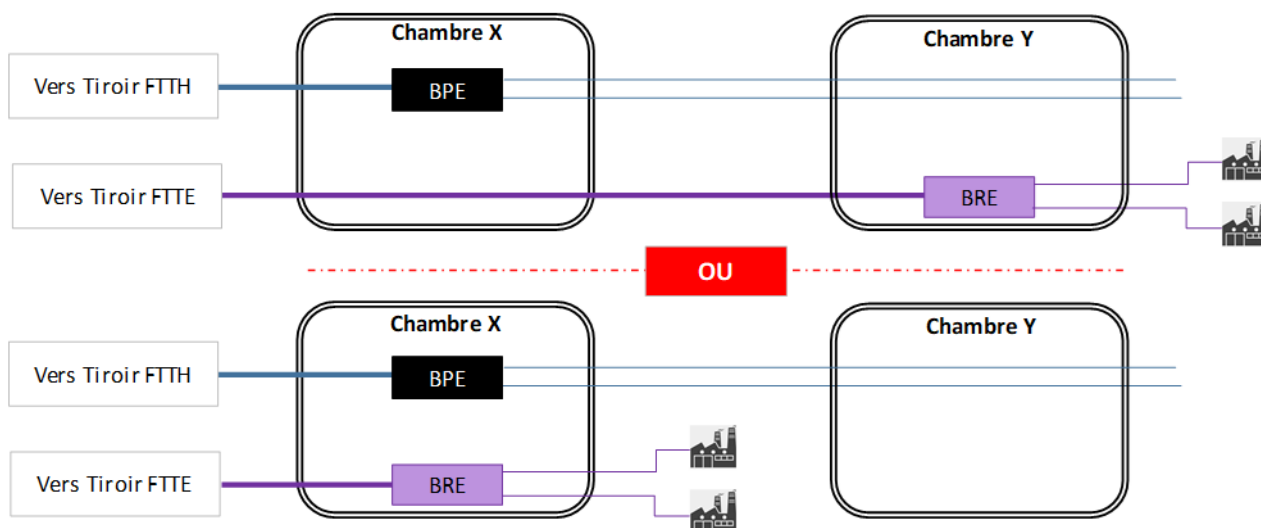 Chambre X
Chambre Y
Vers Tiroir FTTH
BPE
Vers Tiroir FTTE
BRE
OU
Chambre X
Chambre Y
Vers Tiroir FTTH
BPE
Vers Tiroir FTTE
BRE